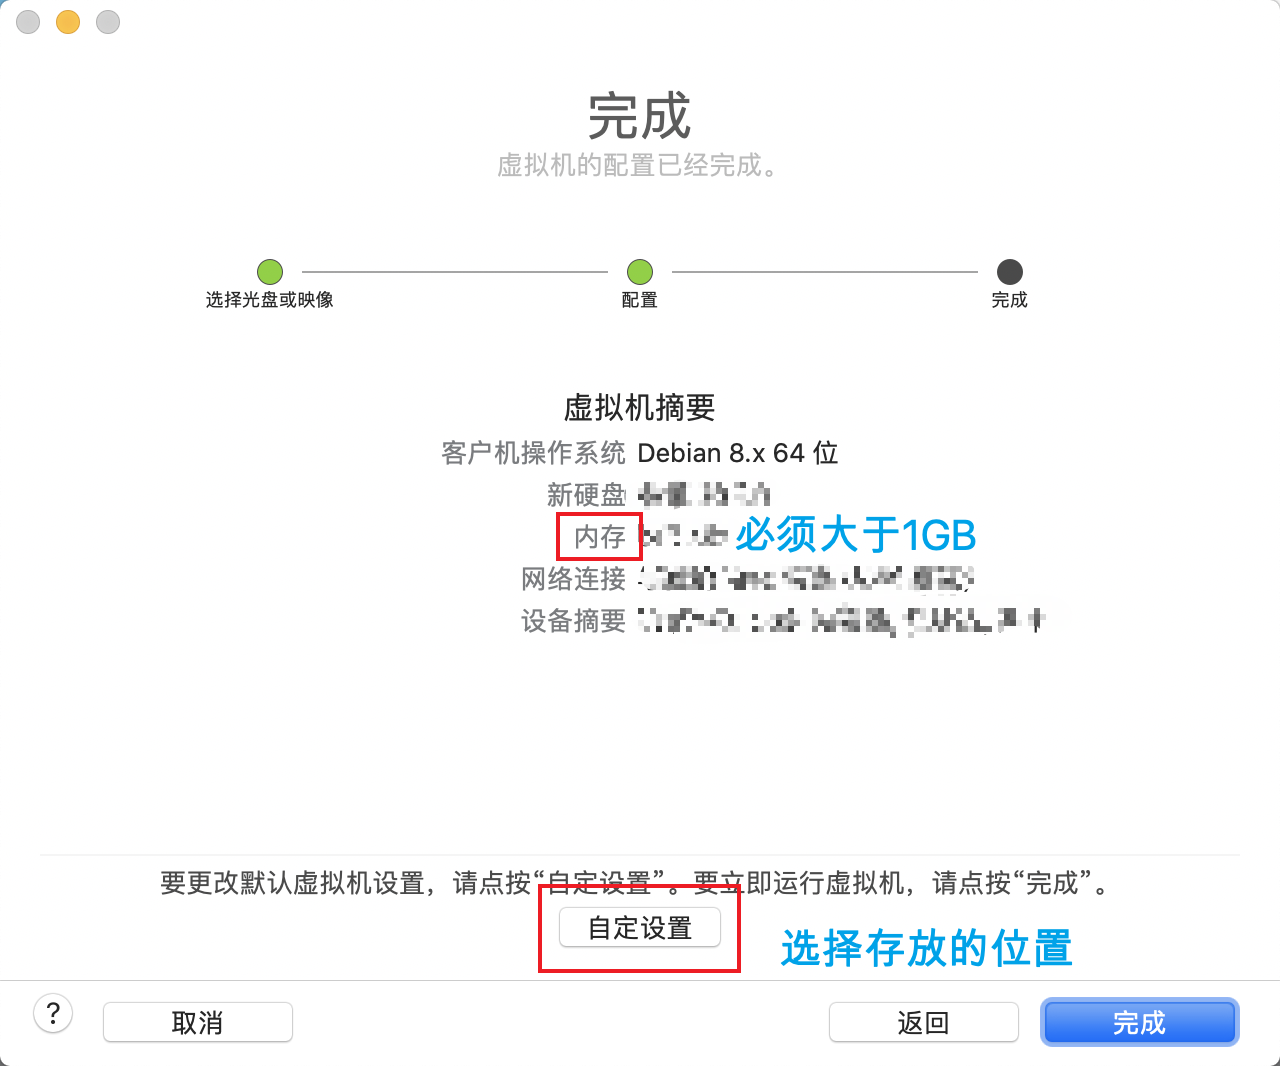 完成
虚拟机的配置已经完成。
选择光盘或映像
配置
完成
虚拟机摘要
客户机操作系统 Debian 8.x 64 位
新硬盘
内存 必须大于1GB
网络连接
设备摘要
要更改默认虚拟机设置，请点按“自定设置”。要立即运行虚拟机，请点按“完成”。
自定设置
选择存放的位置
?
取消
返回
完成